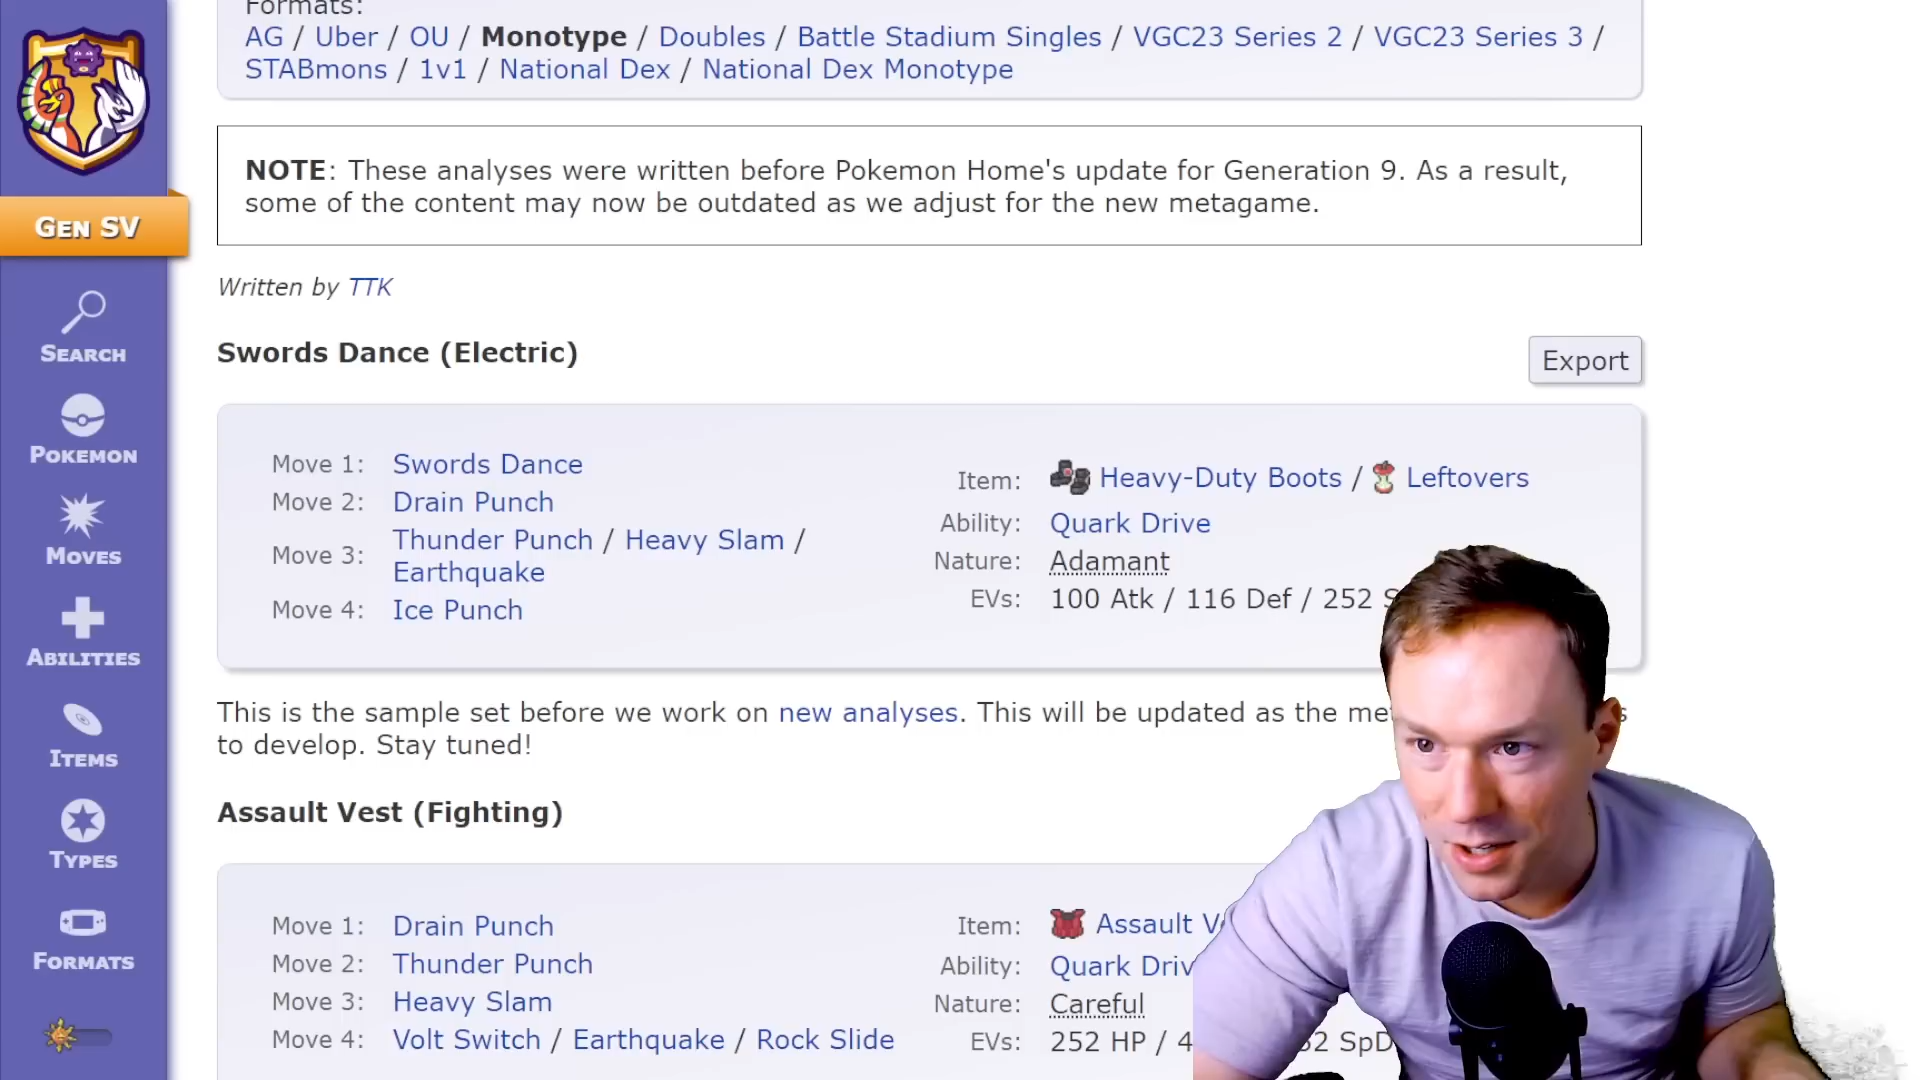 Formats:
AG / Uber / OU / Monotype / Doubles / Battle Stadium Singles / VGC23 Series 2 / VGC23 Series 3 /
STABmons / 1v1 / National Dex / National Dex Monotype
NOTE: These analyses were written before Pokemon Home's update for Generation 9. As a result,
some of the content may now be outdated as we adjust for the new metagame.
Written by TTK
Swords Dance (Electric)
Export
Move 1: Swords Dance
Move 2: Drain Punch
Move 3: Thunder Punch / Heavy Slam /
Earthquake
Move 4: Ice Punch
Item: Heavy-Duty Boots / Leftovers
Ability: Quark Drive
Nature: Adamant
EVs: 100 Atk / 116 Def / 252
This is the sample set before we work on new analyses. This will be updated as the
to develop. Stay tuned!
Assault Vest (Fighting)
Move 1: Drain Punch
Move 2: Thunder Punch
Move 3: Heavy Slam
Move 4: Volt Switch / Earthquake / Rock Slide
Item: Assault
Ability: Quark
Nature: Careful
EVs: 252 HP / 4
SpD
GEN SV
SEARCH
POKEMON
MOVES
ABILITIES
ITEMS
TYPES
FORMATS